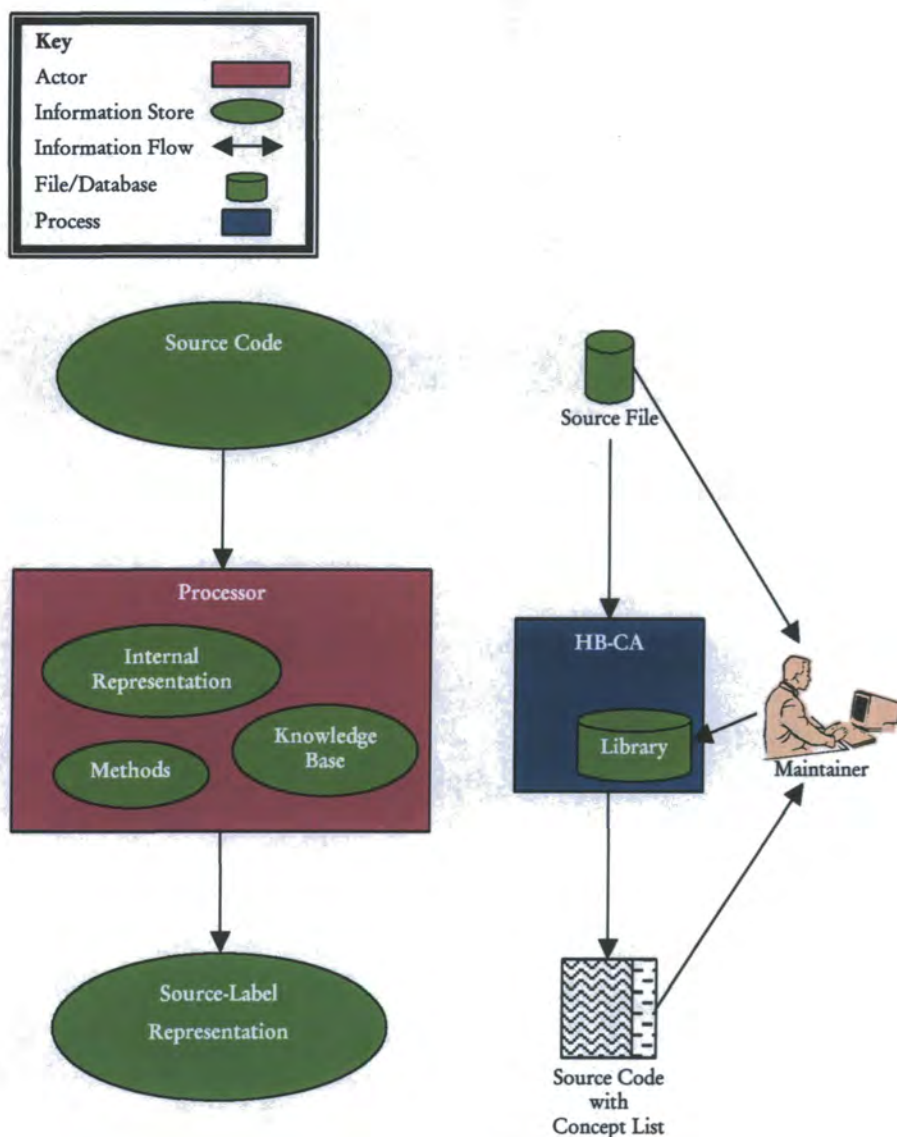 Key
Actor
Information Store
Information Flow
File/Database
Process
Source Code
Processor
Internal
Representation
Knowledge
Base
Methods
Source-Label
Representation
Source File
HB-CA
Library
Maintainer
Source Code
with
Concept List